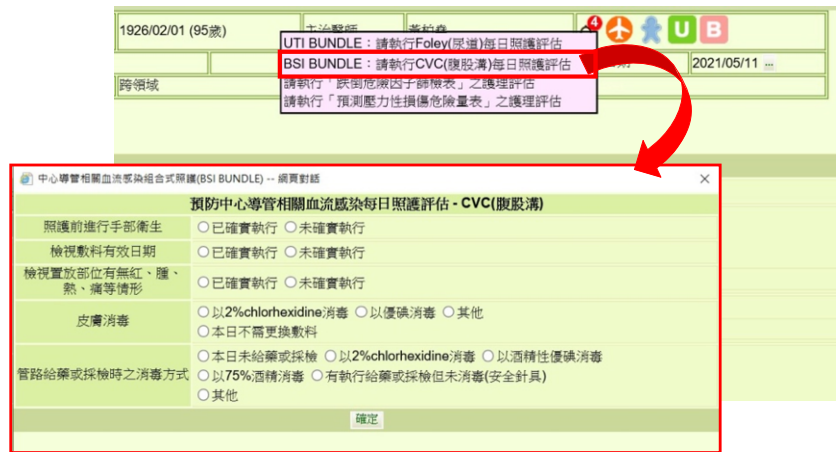 1926/02/01 (95歲)
主治醫師
4
U
B
UTI BUNDLE：請執行Foley(尿道)每日照護評估
BSI BUNDLE：請執行CVC(腹股溝)每日照護評估
2021/05/11 ...
跨領域
請執行「跌倒危險因子篩檢表」之護理評估
請執行「預測壓力性損傷危險量表」之護理評估
中心導管相關血流感染組合式照護(BSI BUNDLE) -- 網頁對話
預防中心導管相關血流感染每日照護評估 - CVC(腹股溝)
照護前進行手部衛生 ○已確實執行 ○未確實執行
檢視敷料有效日期 ○已確實執行 ○未確實執行
檢視置放部位有無紅、腫、
熱、痛等情形 ○已確實執行 ○未確實執行
皮膚消毒 ○以2%chlorhexidine消毒 ○以優碘消毒 ○其他
○本日不需更換敷料
○本日未給藥或採檢 ○以2%chlorhexidine消毒 ○以酒精性優碘消毒
管路給藥或採檢時之消毒方式 ○以75%酒精消毒 ○有執行給藥或採檢但未消毒(安全針具)
○其他
確定